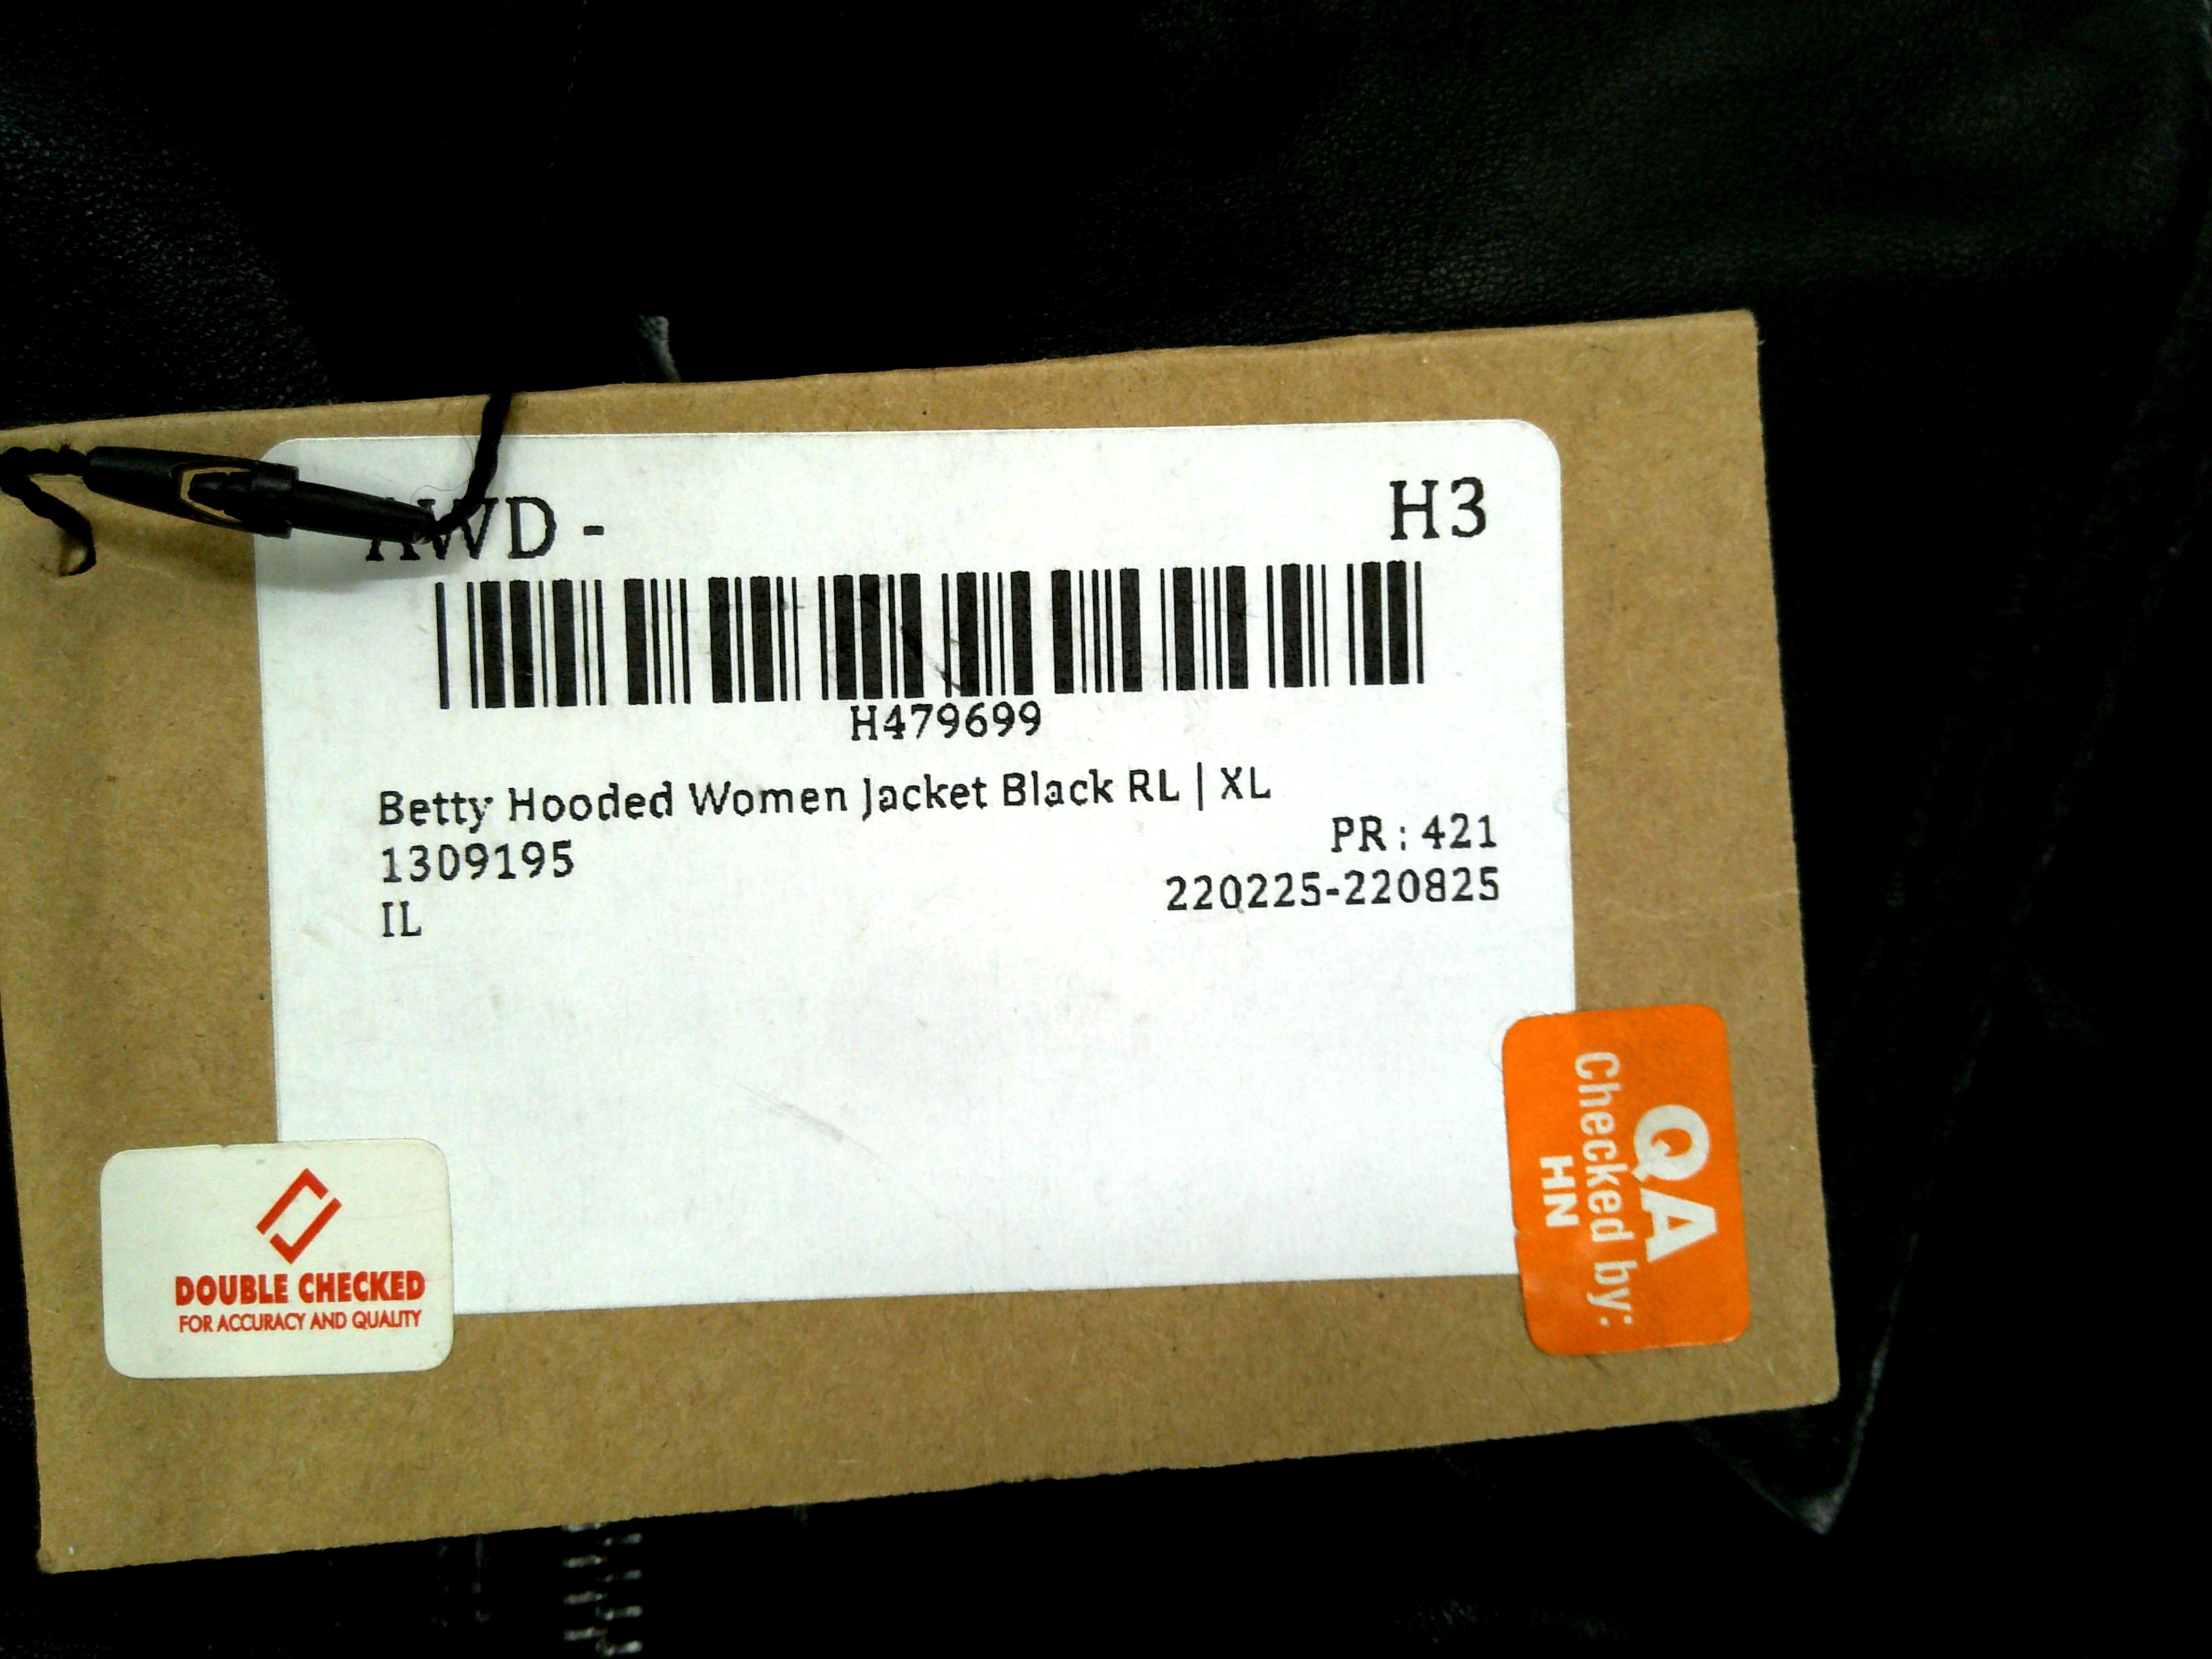 AWD -
H3
H479699
Betty Hooded Women Jacket Black RL | XL
PR : 421
1309195
220225-220825
IL
QA
Checked by:
HN
DOUBLE CHECKED
FOR ACCURACY AND QUALITY